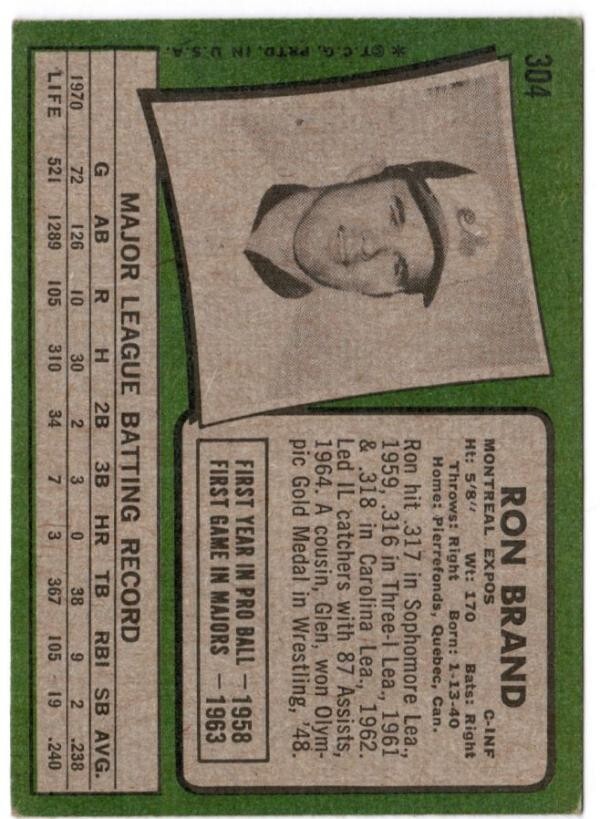 304
RON BRAND
MONTREAL EXPOS C-INF
Ht: 5'8" Wt: 170 Bats: Right
Throws: Right Born: 1-13-40
Home: Pierrefonds, Quebec, Can.
Ron hit .317 in Sophomore Lea.,
1959, .316 in Three-I Lea., 1961
& .318 in Carolina Lea., 1962.
Led IL catchers with 87 Assists,
1964. A cousin, Glen, won Olym-
pic Gold Medal in Wrestling, '48.
FIRST YEAR IN PRO BALL — 1958
FIRST GAME IN MAJORS — 1963
MAJOR LEAGUE BATTING RECORD
G AB R H 2B 3B HR TB RBI SB AVG.
1970 72 126 10 30 2 3 0 38 9 2 .238
LIFE 521 1289 105 310 34 7 3 367 105 19 .240
* © T.C.G. PRTD. IN U.S.A.